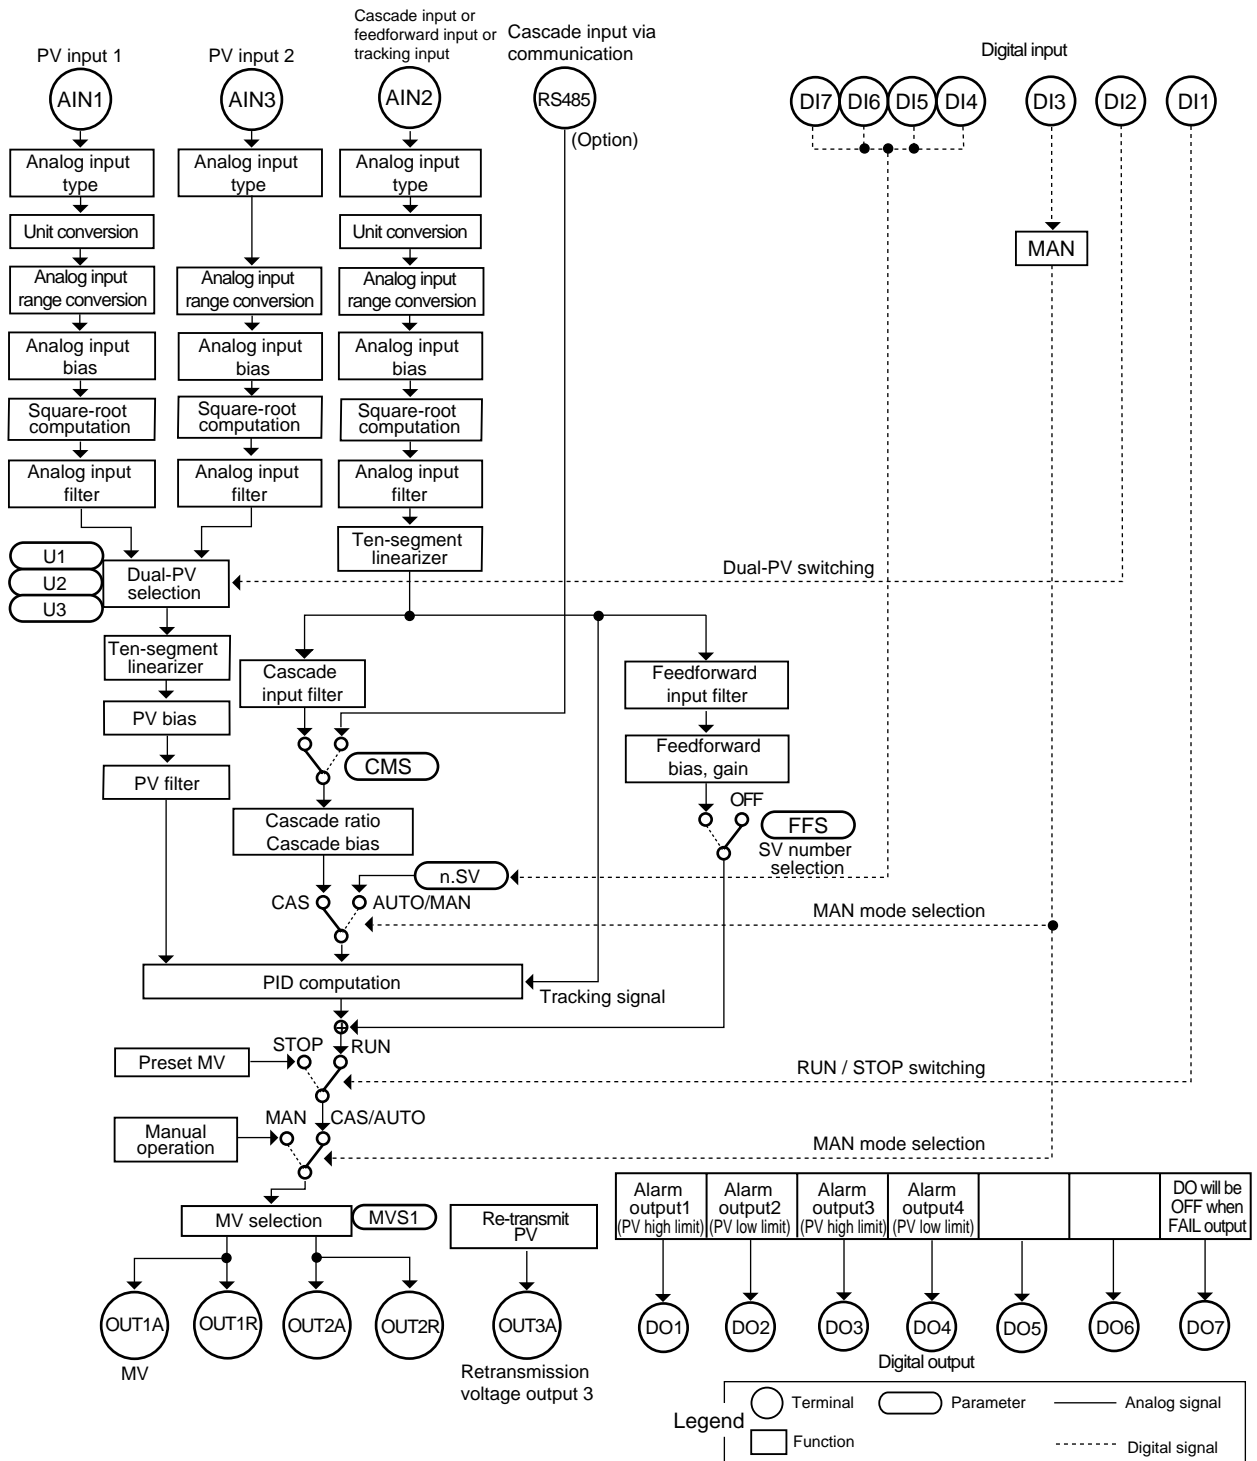 Cascade input or
feedforward input or
tracking input
Cascade input via
communication
Digital input
PV input 1
PV input 2
AIN1
AIN3
AIN2
RS485
(Option)
DI7
DI6
DI5
DI4
DI3
DI2
DI1
Analog input
type
Analog input
type
Analog input
type
Unit conversion
Unit conversion
MAN
Analog input
range conversion
Analog input
range conversion
Analog input
range conversion
Analog input
bias
Analog input
bias
Analog input
bias
Square-root
computation
Square-root
computation
Square-root
computation
Analog input
filter
Analog input
filter
Analog input
filter
Ten-segment
linearizer
U1
U2
U3
Dual-PV
selection
Dual-PV switching
Ten-segment
linearizer
Cascade
input filter
Feedforward
input filter
PV bias
CMS
Feedforward
bias, gain
PV filter
OFF
FFS
SV number
selection
Cascade ratio
Cascade bias
n.SV
CAS
AUTO/MAN
MAN mode selection
PID computation
Tracking signal
STOP
RUN
Preset MV
RUN / STOP switching
MAN
CAS/AUTO
Manual
operation
MAN mode selection
MV selection
MVS1
Re-transmit
PV
Alarm
output1
(PV high limit)
Alarm
output2
(PV low limit)
Alarm
output3
(PV high limit)
Alarm
output4
(PV low limit)
DO will be
OFF when
FAIL output
OUT1A
OUT1R
OUT2A
OUT2R
OUT3A
DO1
DO2
DO3
DO4
DO5
DO6
DO7
MV
Retransmission
voltage output 3
Digital output
Legend
Terminal
Parameter
Analog signal
Function
Digital signal